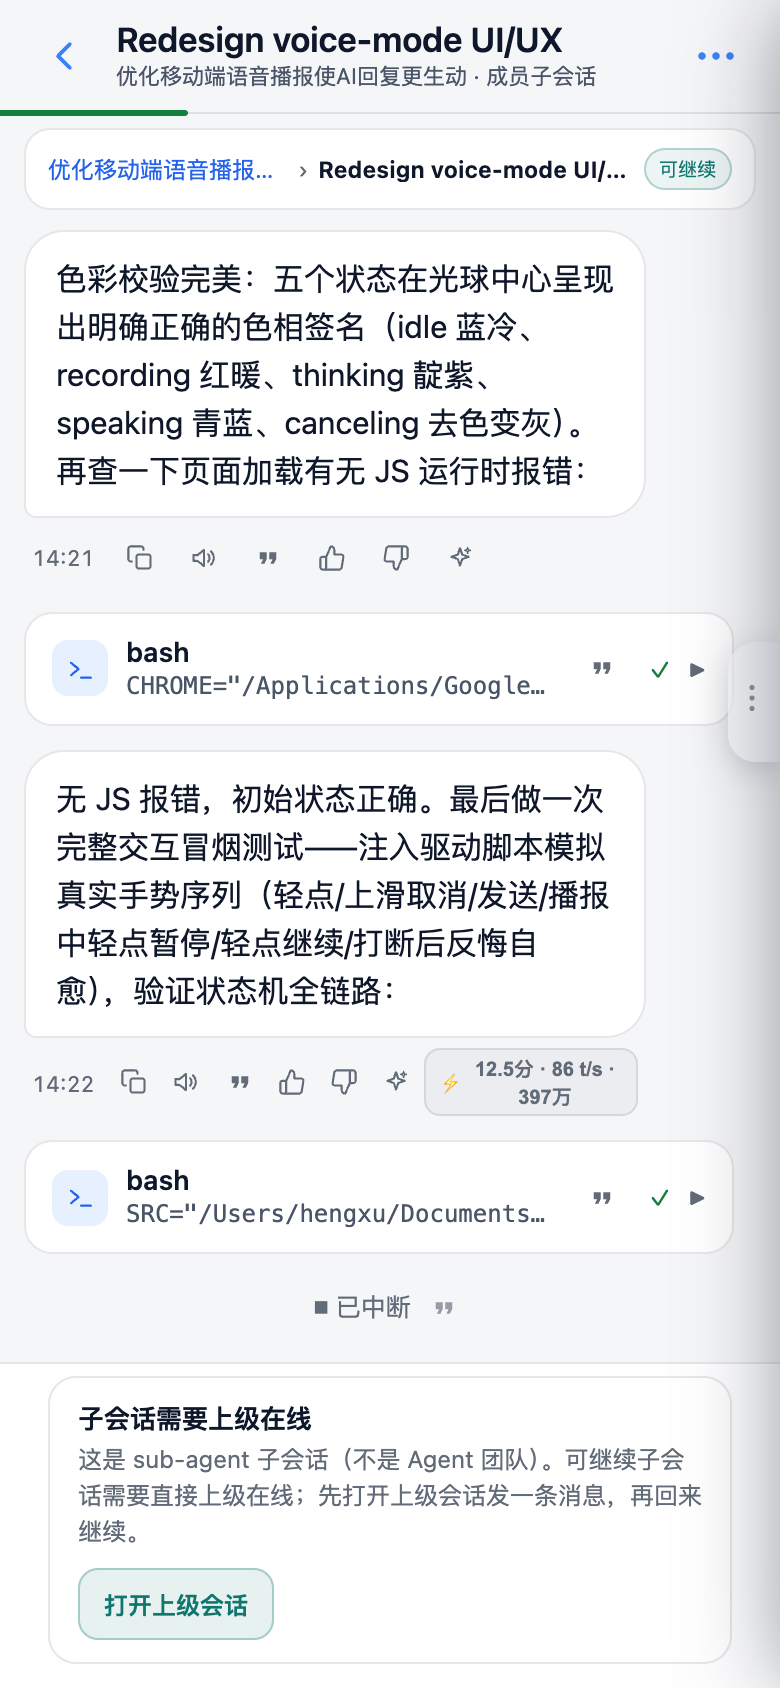 Redesign voice-mode UI/UX
优化移动端语音播报使AI回复更生动 · 成员子会话
优化移动端语音播报... › Redesign voice-mode UI/... 可继续
色彩校验完美：五个状态在光球中心呈现
出明确正确的色相签名（idle 蓝冷、
recording 红暖、thinking 靛紫、
speaking 青蓝、canceling 去色变灰）。
再查一下页面加载有无 JS 运行时报错：
14:21
bash
CHROME="/Applications/Google…
无 JS 报错，初始状态正确。最后做一次
完整交互冒烟测试——注入驱动脚本模拟
真实手势序列（轻点/上滑取消/发送/播报
中轻点暂停/轻点继续/打断后反悔自
愈），验证状态机全链路：
14:22
12.5分 · 86 t/s ·
397万
bash
SRC="/Users/hengxu/Documents…
已中断
子会话需要上级在线
这是 sub-agent 子会话（不是 Agent 团队）。可继续子会
话需要直接上级在线；先打开上级会话发一条消息，再回来
继续。
打开上级会话